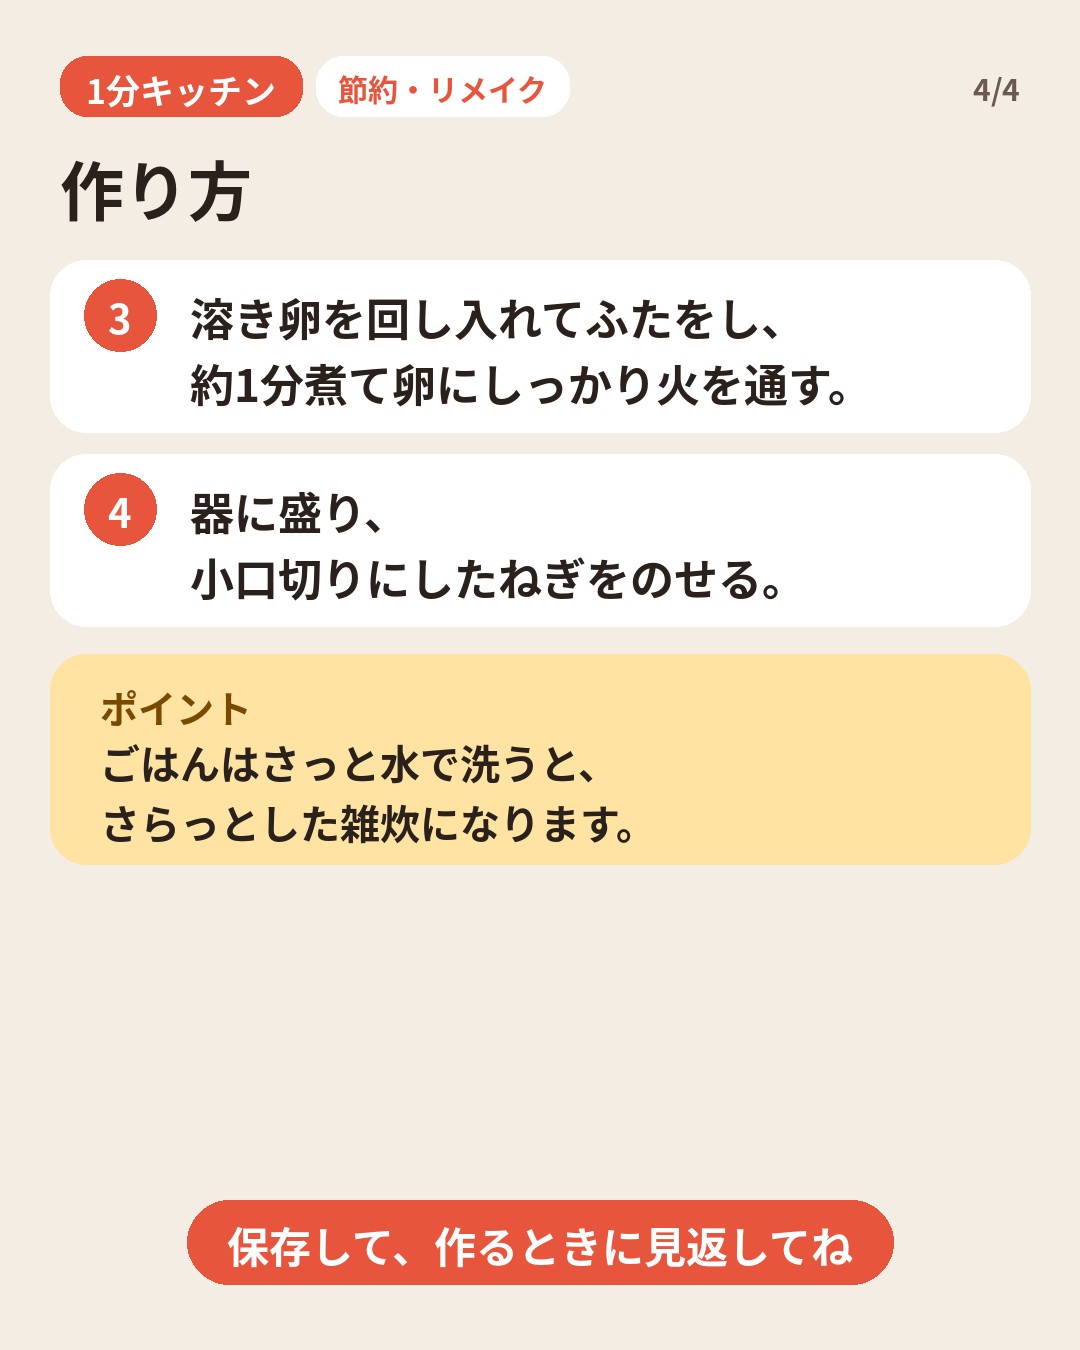 1分キッチン
節約・リメイク
4/4
作り方
3
溶き卵を回し入れてふたをし、
約1分煮て卵にしっかり火を通す。
4
器に盛り、
小口切りにしたねぎをのせる。
ポイント
ごはんはさっと水で洗うと、
さらっとした雑炊になります。
保存して、作るときに見返してね